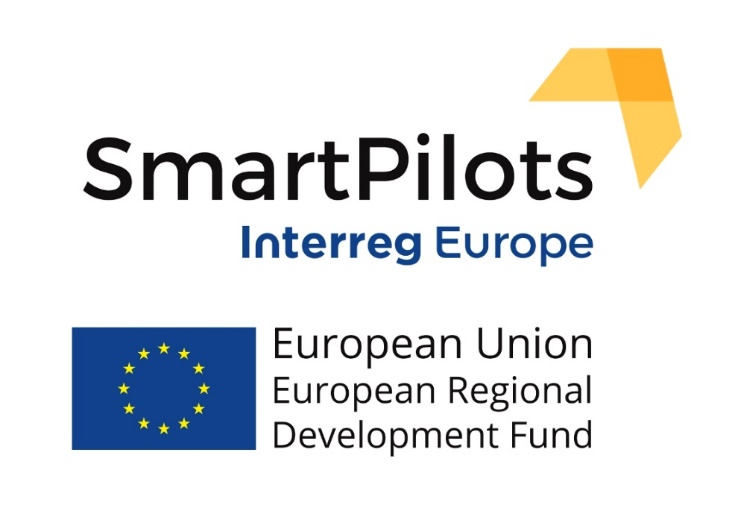 SmartPilots
Interreg Europe
European Union
European Regional
Development Fund